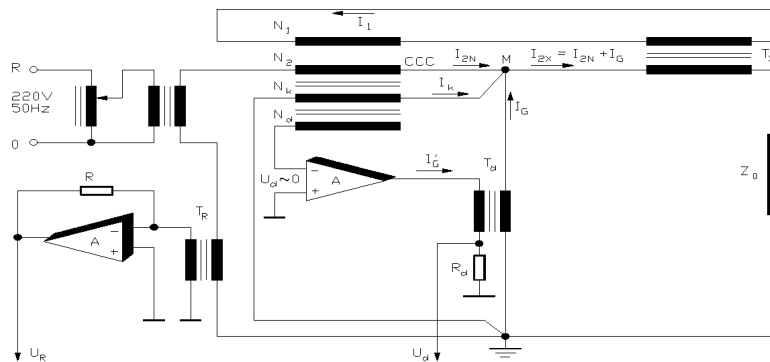 N1
I1
R
220V
50Hz
0
N2
CCC
I2N
M
I2X = I2N + IG
Nk
Ik
Nd
IG
Ud~0
−
+
A
I'G
Td
Z0
R
TR
A
−
+
Rd
UR
Ud